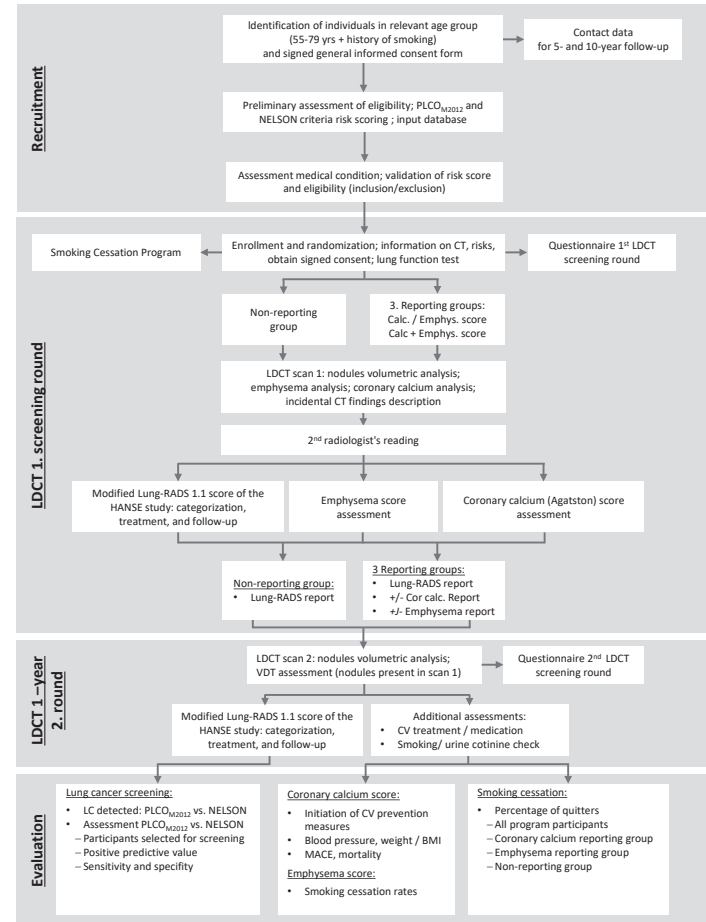 Recruitment
Identification of individuals in relevant age group
(55-79 yrs + history of smoking)
and signed general informed consent form
Contact data
for 5- and 10-year follow-up
Preliminary assessment of eligibility; PLCOM2012 and
NELSON criteria risk scoring ; input database
Assessment medical condition; validation of risk score
and eligibility (inclusion/exclusion)
LDCT 1. screening round
Smoking Cessation Program
Enrollment and randomization; information on CT, risks,
obtain signed consent; lung function test
Questionnaire 1st LDCT
screening round
Non-reporting
group
3. Reporting groups:
Calc. / Emphys. score
Calc + Emphys. score
LDCT scan 1: nodules volumetric analysis;
emphysema analysis; coronary calcium analysis;
incidental CT findings description
2nd radiologist's reading
Modified Lung-RADS 1.1 score of the
HANSE study: categorization,
treatment, and follow-up
Emphysema score
assessment
Coronary calcium (Agatston) score
assessment
Non-reporting group:
• Lung-RADS report
3 Reporting groups:
• Lung-RADS report
• +/- Cor calc. Report
• +J- Emphysema report
LDCT 1 –year
2. round
LDCT scan 2: nodules volumetric analysis;
VDT assessment (nodules present in scan 1)
Questionnaire 2nd LDCT
screening round
Modified Lung-RADS 1.1 score of the
HANSE study: categorization,
treatment, and follow-up
Additional assessments:
• CV treatment / medication
• Smoking/ urine cotinine check
Evaluation
Lung cancer screening:
• LC detected: PLCOM2012 vs. NELSON
• Assessment PLCOM2012 vs. NELSON
– Participants selected for screening
– Positive predictive value
– Sensitivity and specifity
Coronary calcium score:
• Initiation of CV prevention
measures
• Blood pressure, weight / BMI
• MACE, mortality
Emphysema score:
• Smoking cessation rates
Smoking cessation:
• Percentage of quitters
– All program participants
– Coronary calcium reporting group
– Emphysema reporting group
– Non-reporting group